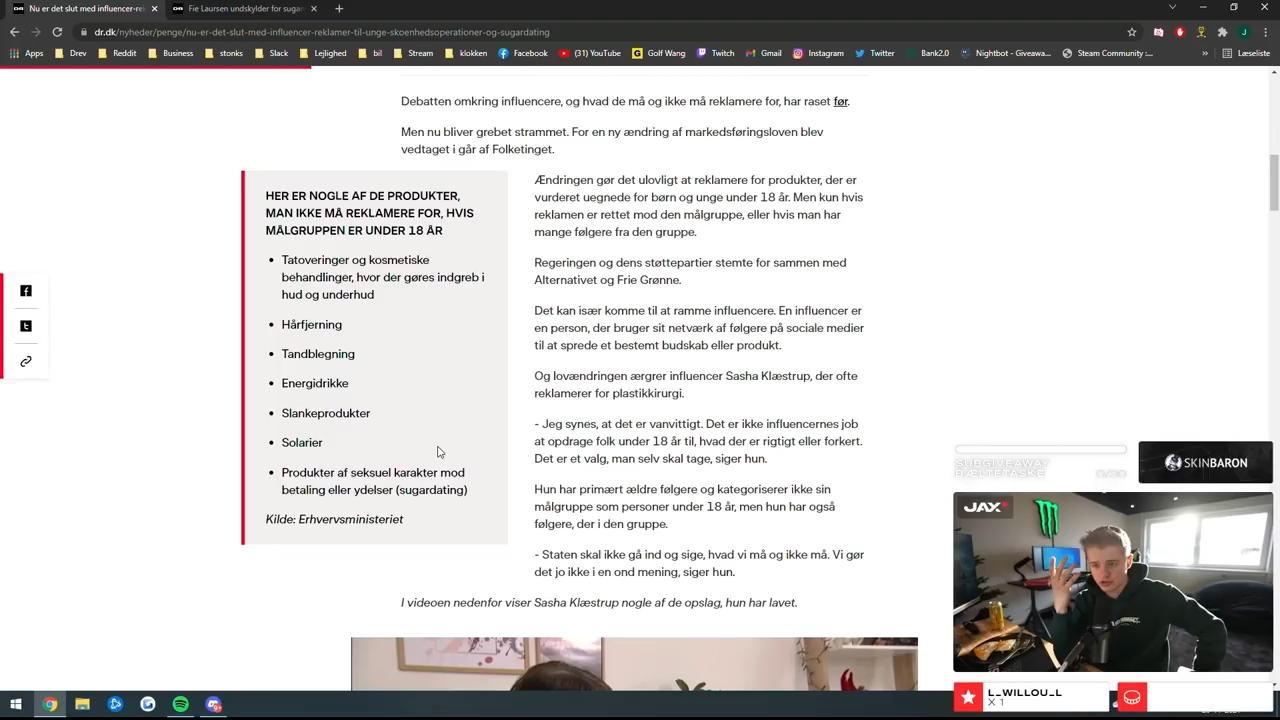 Nu er det slut med influencer-re
Fie Laursen undskylder for sugar
dr.dk/nyheder/penge/nu-er-det-slut-med-influencer-reklamer-til-unge-skoenhedsoperationer-og-sugardating
Apps
Drev
Reddit
Business
stonks
Scaling
Lejlighed
bil
Stream
klokken
Facebook
(31) YouTube
Golf Wang
Twitch
Gmail
Instagram
Twitter
Bank2.0
Nightbot - Giveawa...
Steam Community ...
Læseliste
Debatten omkring influencere, og hvad de må og ikke må reklamere for, har raset før.
Men nu bliver grebet strammet. For en ny ændring af markedsføringsloven blev
vedtaget i går af Folketinget.
HER ER NOGLE AF DE PRODUKTER,
MAN IKKE MÅ REKLAMERE FOR, HVIS
MÅLGRUPPEN ER UNDER 18 ÅR
Tatoveringer og kosmetiske
behandlinger, hvor der gøres indgreb i
hud og underhud
Hårfjerning
Tandblegning
Energidrikke
Slankeprodukter
Solarier
Produkter af seksuel karakter mod
betaling eller ydelser (sugardating)
Kilde: Erhvervsministeriet
Ændringen gør det ulovligt at reklamere for produkter, der er
vurderet uegnede for børn og unge under 18 år. Men kun hvis
reklamen er rettet mod den målgruppe, eller hvis man har
mange følgere fra den gruppe.
Regeringen og dens støttepartier stemte for sammen med
Alternativet og Frie Grønne.
Det kan især komme til at ramme influencere. En influencer er
en person, der bruger sit netværk af følgere på sociale medier
til at sprede et bestemt budskab eller produkt.
Og lovændringen ærgrer influencer Sasha Klæstrup, der ofte
reklamerer for plastikkirurgi.
- Jeg synes, at det er vanvittigt. Det er ikke influencernes job
at opdrage folk under 18 år til, hvad der er rigtigt eller forkert.
Det er et valg, man selv skal tage, siger hun.
Hun har primært ældre følgere og kategoriserer ikke sin
målgruppe som personer under 18 år, men hun har også
følgere, der i den gruppe.
- Staten skal ikke gå ind og sige, hvad vi må og ikke må. Vi gør
det jo ikke i en ond mening, siger hun.
I videoen nedenfor viser Sasha Klæstrup nogle af de opslag, hun har lavet.
SUBGIVEAWAY
BÆLTETASKE
SKINBARON
JAX
L_WILLOU_L
X 1